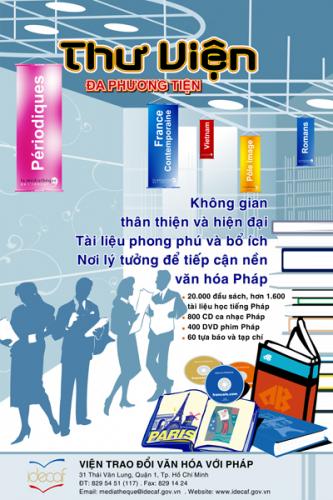 Thư Viện
ĐA PHƯƠNG TIỆN
Périodiques
France
Contemporaine
Vietnam
Pôle image
Romans
Không gian
thân thiện và hiện đại
Tài liệu phong phú và bổ ích
Nơi lý tưởng để tiếp cận nền
văn hóa Pháp
• 20.000 đầu sách, hơn 1.600
tài liệu học tiếng Pháp
• 800 CD ca nhạc Pháp
• 400 DVD phim Pháp
• 60 tựa báo và tạp chí
PARIS
idecaf
VIỆN TRAO ĐỔI VĂN HÓA VỚI PHÁP
31 Thái Văn Lung, Quận 1, Tp. Hồ Chí Minh
ĐT: 829 54 51 (117) . Fax: 829 14 24
Email: mediatheque@idecaf.gov.vn . Website: www.idecaf.gov.vn